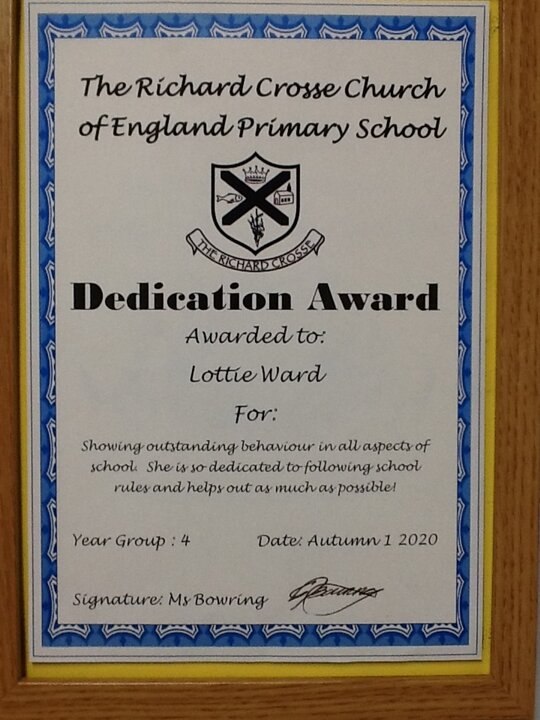 The Richard Crosse Church
of England Primary School
THE RICHARD CROSSE
Dedication Award
Awarded to:
Lottie Ward
For:
Showing outstanding behaviour in all aspects of
school. She is so dedicated to following school
rules and helps out as much as possible!
Year Group : 4 Date: Autumn 1 2020
Signature: Ms Bowring